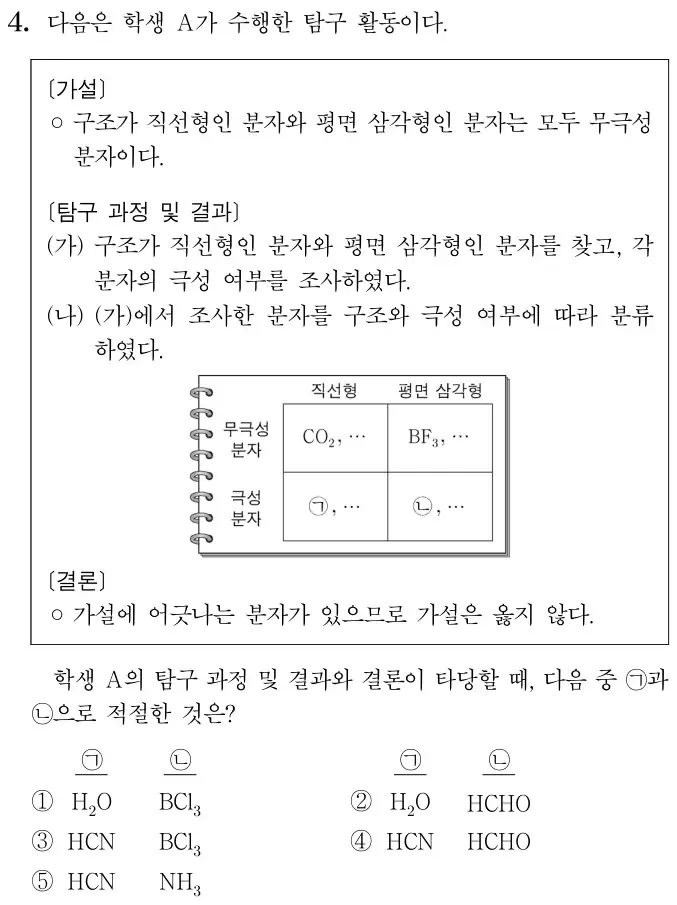 4. 다음은 학생 A가 수행한 탐구 활동이다.
〔가설〕
○ 구조가 직선형인 분자와 평면 삼각형인 분자는 모두 무극성
분자이다.
〔탐구 과정 및 결과〕
(가) 구조가 직선형인 분자와 평면 삼각형인 분자를 찾고, 각
분자의 극성 여부를 조사하였다.
(나) (가)에서 조사한 분자를 구조와 극성 여부에 따라 분류
하였다.
직선형 평면 삼각형
무극성 분자 CO₂, ⋯ BF₃, ⋯
극성 분자 ㉠, ⋯ ㉡, ⋯
〔결론〕
○ 가설에 어긋나는 분자가 있으므로 가설은 옳지 않다.
학생 A의 탐구 과정 및 결과와 결론이 타당할 때, 다음 중 ㉠과
㉡으로 적절한 것은?
㉠ ㉡ ㉠ ㉡
① H₂O BCl₃ ② H₂O HCHO
③ HCN BCl₃ ④ HCN HCHO
⑤ HCN NH₃